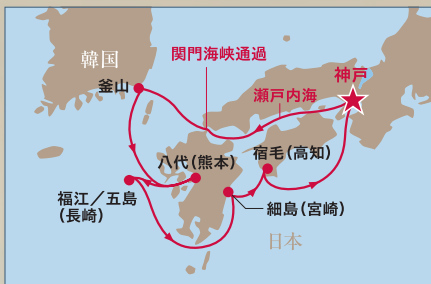 関門海峡通過
韓国
神戸
釜山
瀬戸内海
八代(熊本)
宿毛(高知)
福江／五島
(長崎)
細島(宮崎)
日本